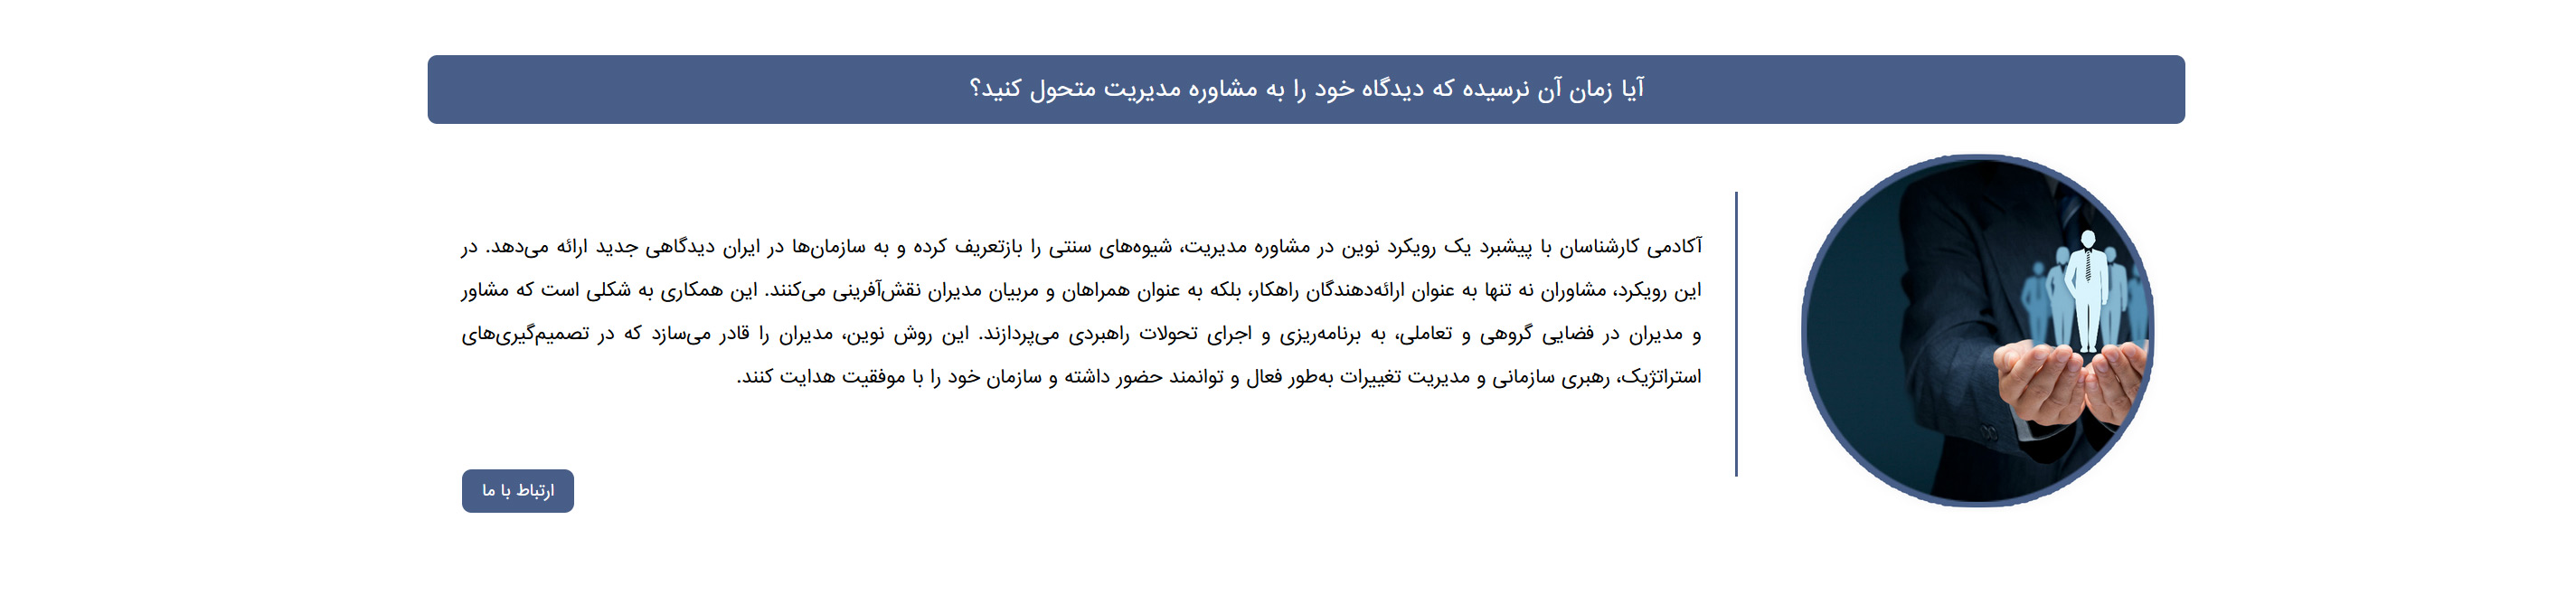 آیا زمان آن نرسیده که دیدگاه خود را به مشاوره مدیریت متحول کنید؟
آکادمی کارشناسان با پیشبرد یک رویکرد نوین در مشاوره مدیریت، شیوه‌های سنتی را بازتعریف کرده و به سازمان‌ها در ایران دیدگاهی جدید ارائه می‌دهد. در
این رویکرد، مشاوران نه تنها به عنوان ارائه‌دهندگان راهکار، بلکه به عنوان همراهان و مربیان مدیران نقش‌آفرینی می‌کنند. این همکاری به شکلی است که مشاور
و مدیران در فضایی گروهی و تعاملی، به برنامه‌ریزی و اجرای تحولات راهبردی می‌پردازند. این روش نوین، مدیران را قادر می‌سازد که در تصمیم‌گیری‌های
استراتژیک، رهبری سازمانی و مدیریت تغییرات به‌طور فعال و توانمند حضور داشته و سازمان خود را با موفقیت هدایت کنند.
ارتباط با ما